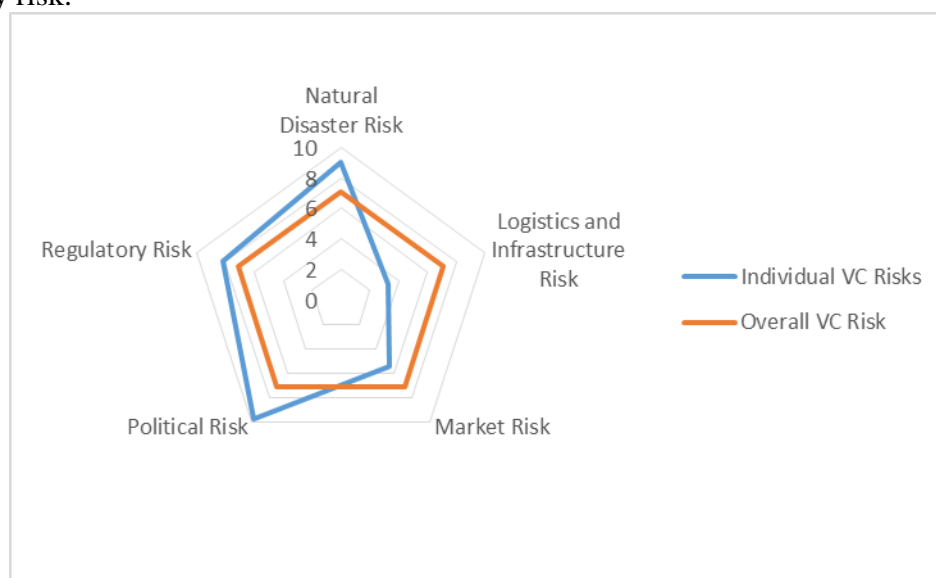 y risk.
Natural
Disaster Risk
10
8
6
4
2
0
Logistics and
Infrastructure
Risk
Regulatory Risk
Political Risk
Market Risk
Individual VC Risks
Overall VC Risk